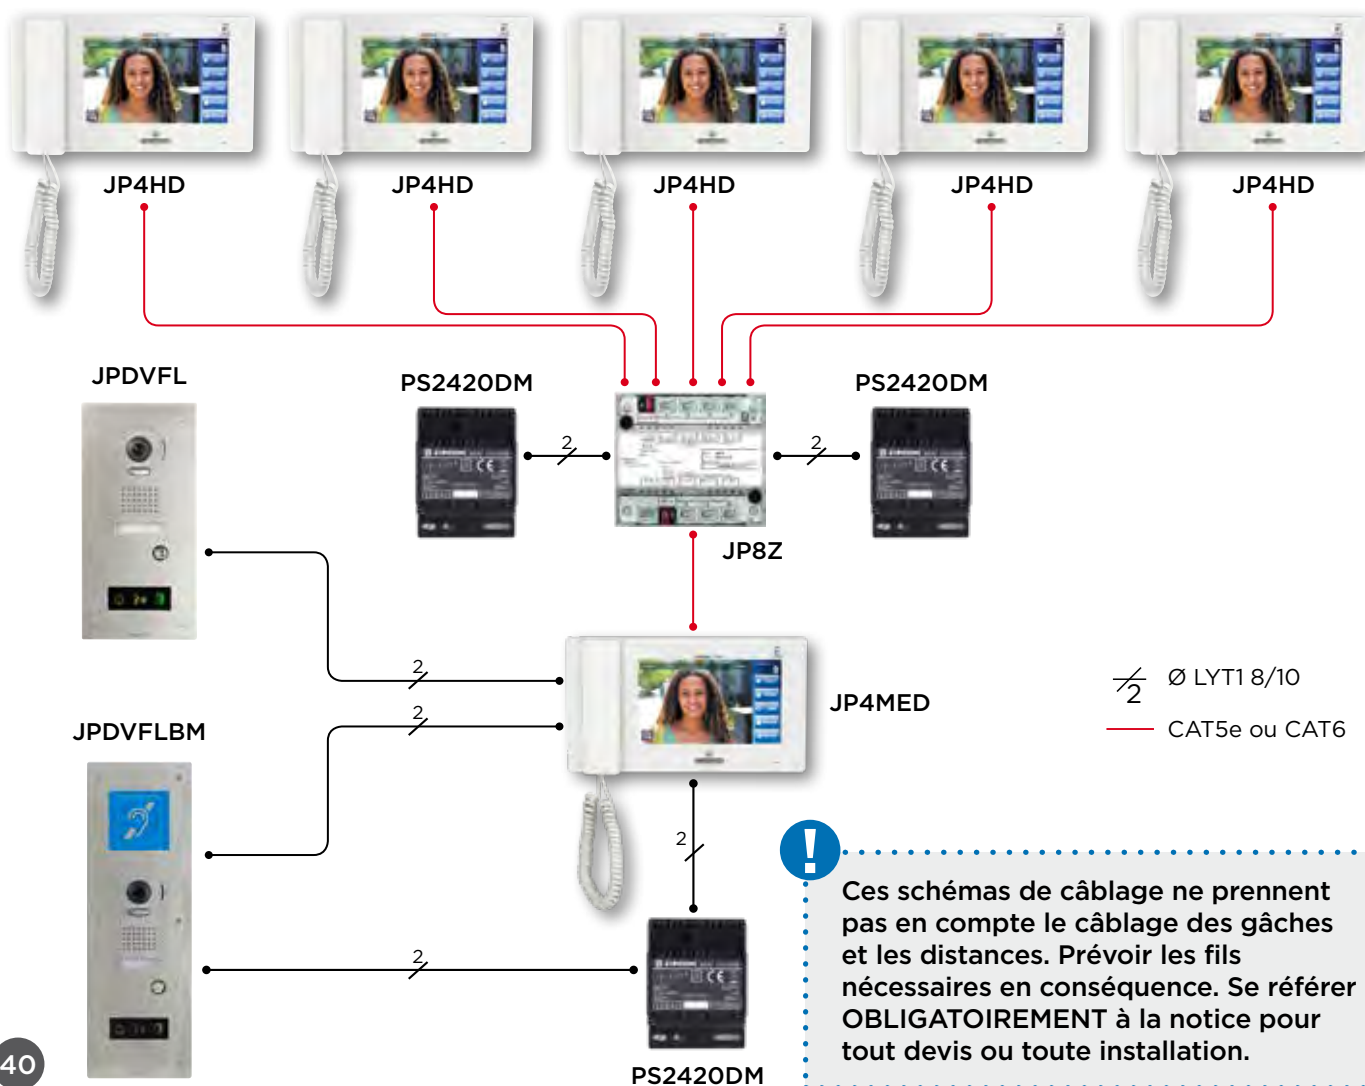 JP4HD
JP4HD
JP4HD
JP4HD
JP4HD
JPDVFL
PS2420DM
PS2420DM
2
2
JP8Z
2
JP4MED
2
Ø LYT1 8/10
2
CAT5e ou CAT6
JPDVFLBM
2
2
PS2420DM
!
Ces schémas de câblage ne prennent
pas en compte le câblage des gâches
et les distances. Prévoir les fils
nécessaires en conséquence. Se référer
OBLIGATOIREMENT à la notice pour
tout devis ou toute installation.
40